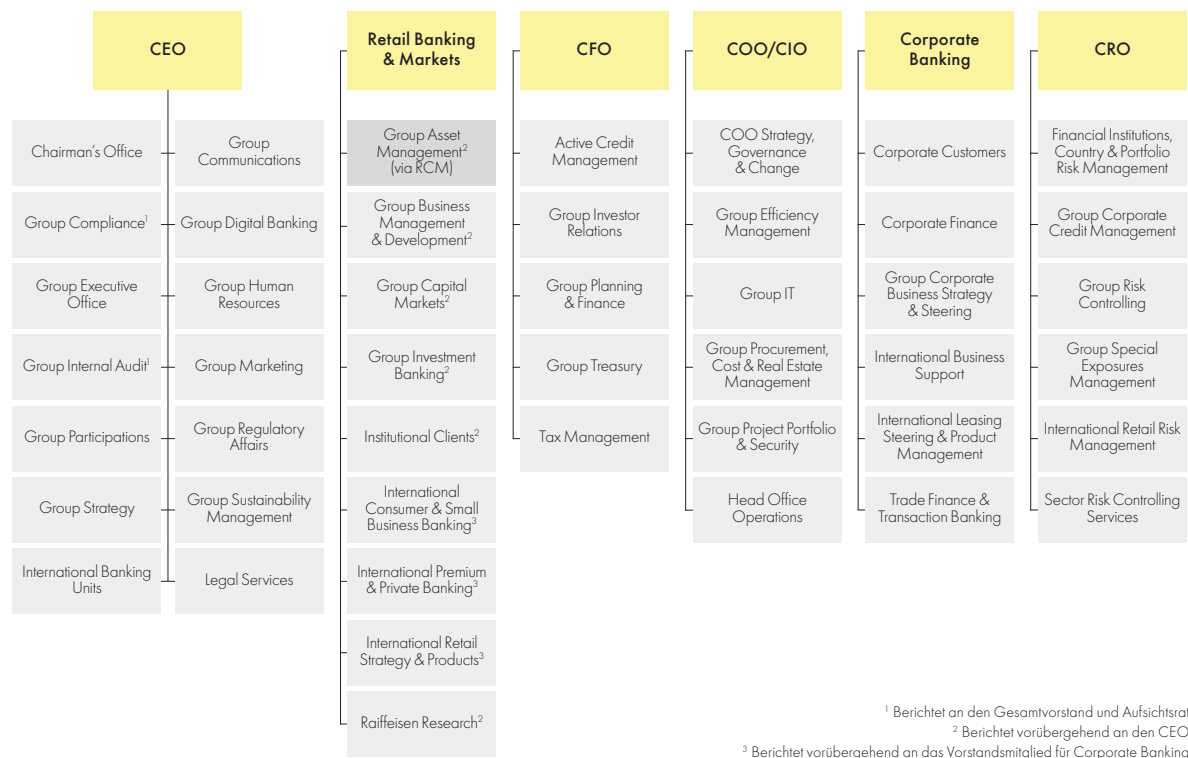 CEO
Retail Banking
& Markets
CFO
COO/CIO
Corporate
Banking
CRO
Chairman's Office
Group Compliance¹
Group Executive
Office
Group Internal Audit¹
Group Participations
Group Strategy
International Banking
Units
Group
Communications
Group Digital Banking
Group Human
Resources
Group Marketing
Group Regulatory
Affairs
Group Sustainability
Management
Legal Services
Group Asset
Management²
(via RCM)
Group Business
Management
& Development²
Group Capital
Markets²
Group Investment
Banking²
Institutional Clients²
International
Consumer & Small
Business Banking³
International Premium
& Private Banking³
International Retail
Strategy & Products³
Raiffeisen Research²
Active Credit
Management
Group Investor
Relations
Group Planning
& Finance
Group Treasury
Tax Management
COO Strategy,
Governance
& Change
Group Efficiency
Management
Group IT
Group Procurement,
Cost & Real Estate
Management
Group Project Portfolio
& Security
Head Office
Operations
Corporate Customers
Corporate Finance
Group Corporate
Business Strategy
& Steering
International Business
Support
International Leasing
Steering & Product
Management
Trade Finance &
Transaction Banking
Financial Institutions,
Country & Portfolio
Risk Management
Group Corporate
Credit Management
Group Risk
Controlling
Group Special
Exposures
Management
International Retail Risk
Management
Sector Risk Controlling
Services
¹ Berichtet an den Gesamtvorstand und Aufsichtsrat
² Berichtet vorübergehend an den CEO
³ Berichtet vorübergehend an das Vorstandsmitglied für Corporate Banking